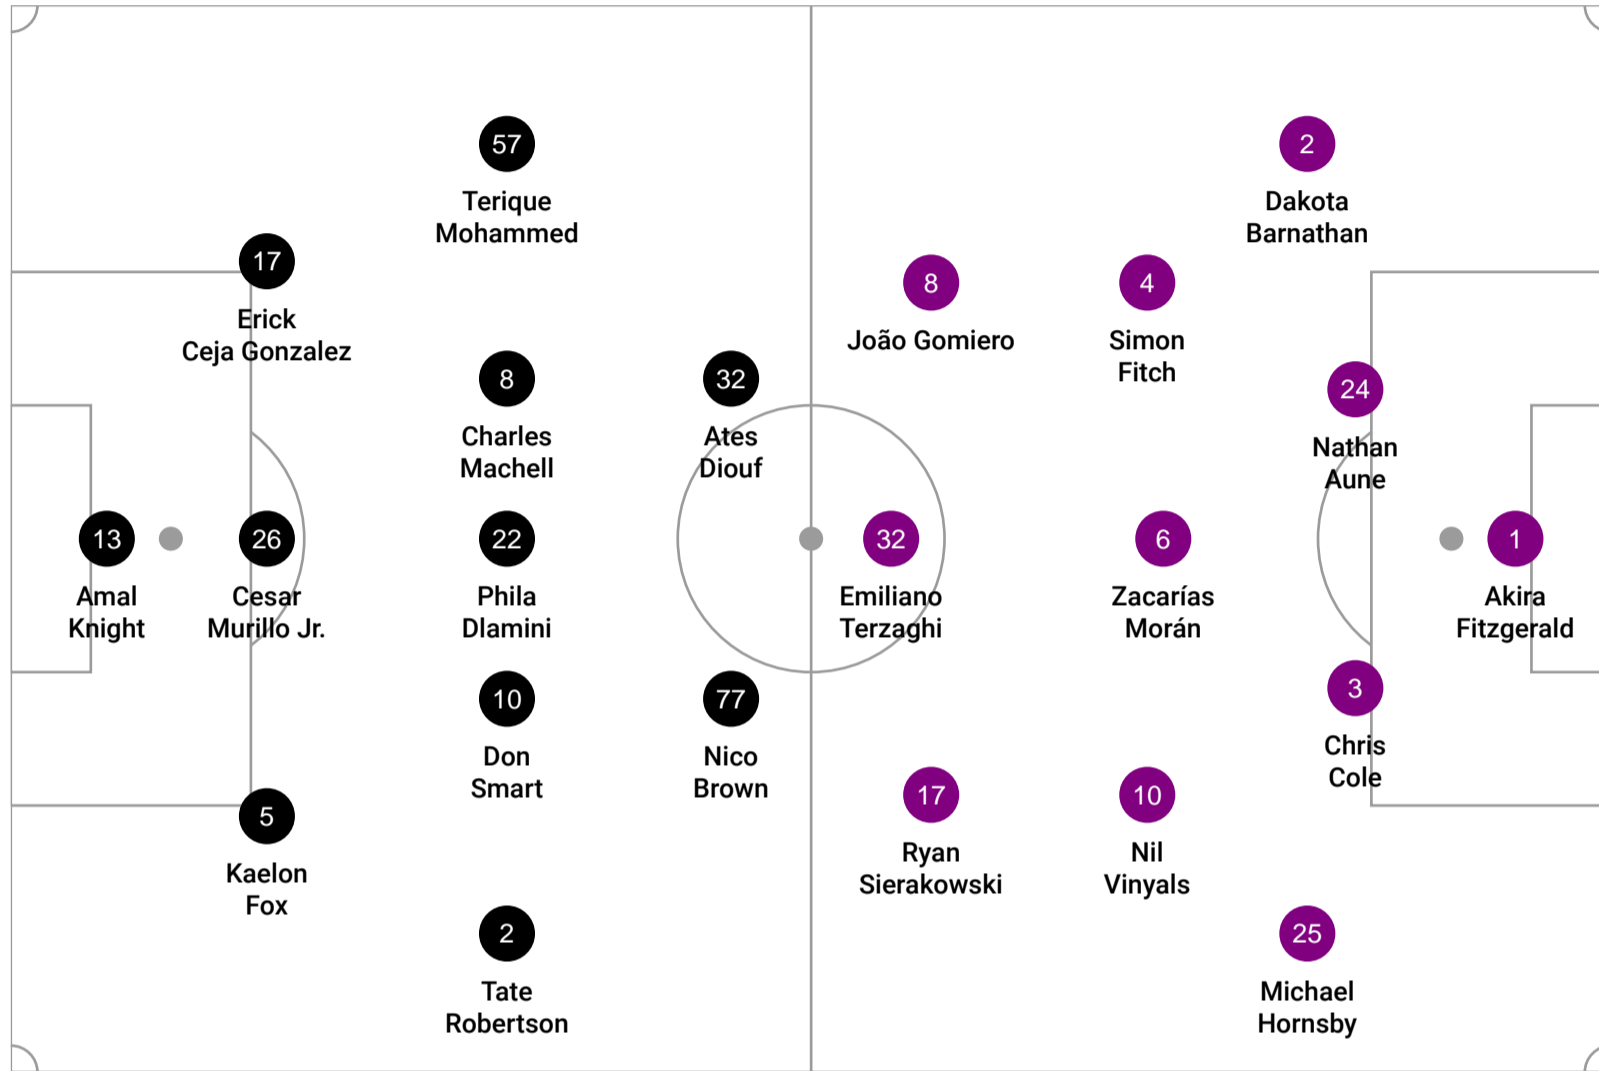 57
Terique
Mohammed
17
Erick
Ceja Gonzalez
8
Charles
Machell
32
Ates
Diouf
13
Amal
Knight
26
Cesar
Murillo Jr.
22
Phila
Dlamini
10
Don
Smart
77
Nico
Brown
5
Kaelon
Fox
2
Tate
Robertson
2
Dakota
Barnathan
8
João Gomiero
4
Simon
Fitch
24
Nathan
Aune
32
Emiliano
Terzaghi
6
Zacarías
Morán
1
Akira
Fitzgerald
3
Chris
Cole
17
Ryan
Sierakowski
10
Nil
Vinyals
25
Michael
Hornsby